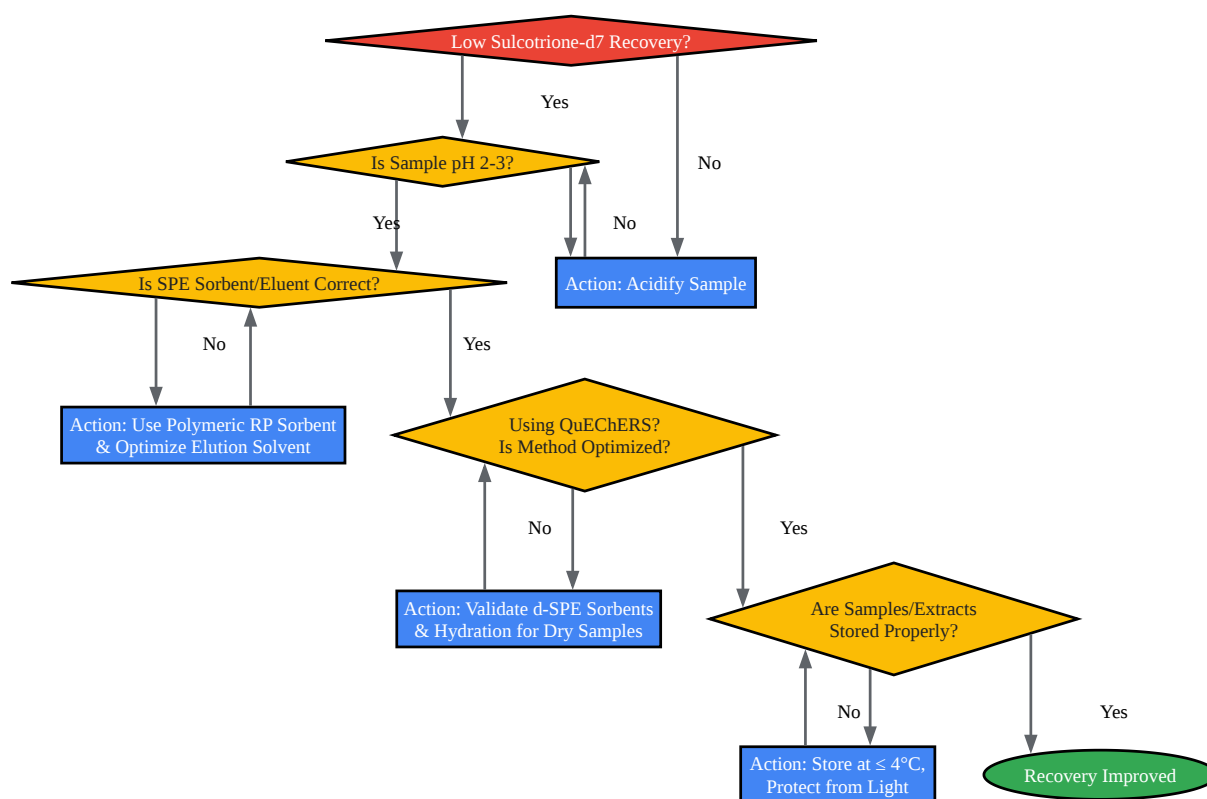 Low Sulcotrione-d7 Recovery?
Yes
Is Sample pH 2-3?
No
Yes
No
Is SPE Sorbent/Eluent Correct?
Action: Acidify Sample
No
Yes
Action: Use Polymeric RP Sorbent
& Optimize Elution Solvent
Using QuEChERS?
Is Method Optimized?
No
Yes
Action: Validate d-SPE Sorbents
& Hydration for Dry Samples
Are Samples/Extracts
Stored Properly?
No
Yes
Action: Store at ≤ 4°C,
Protect from Light
Recovery Improved